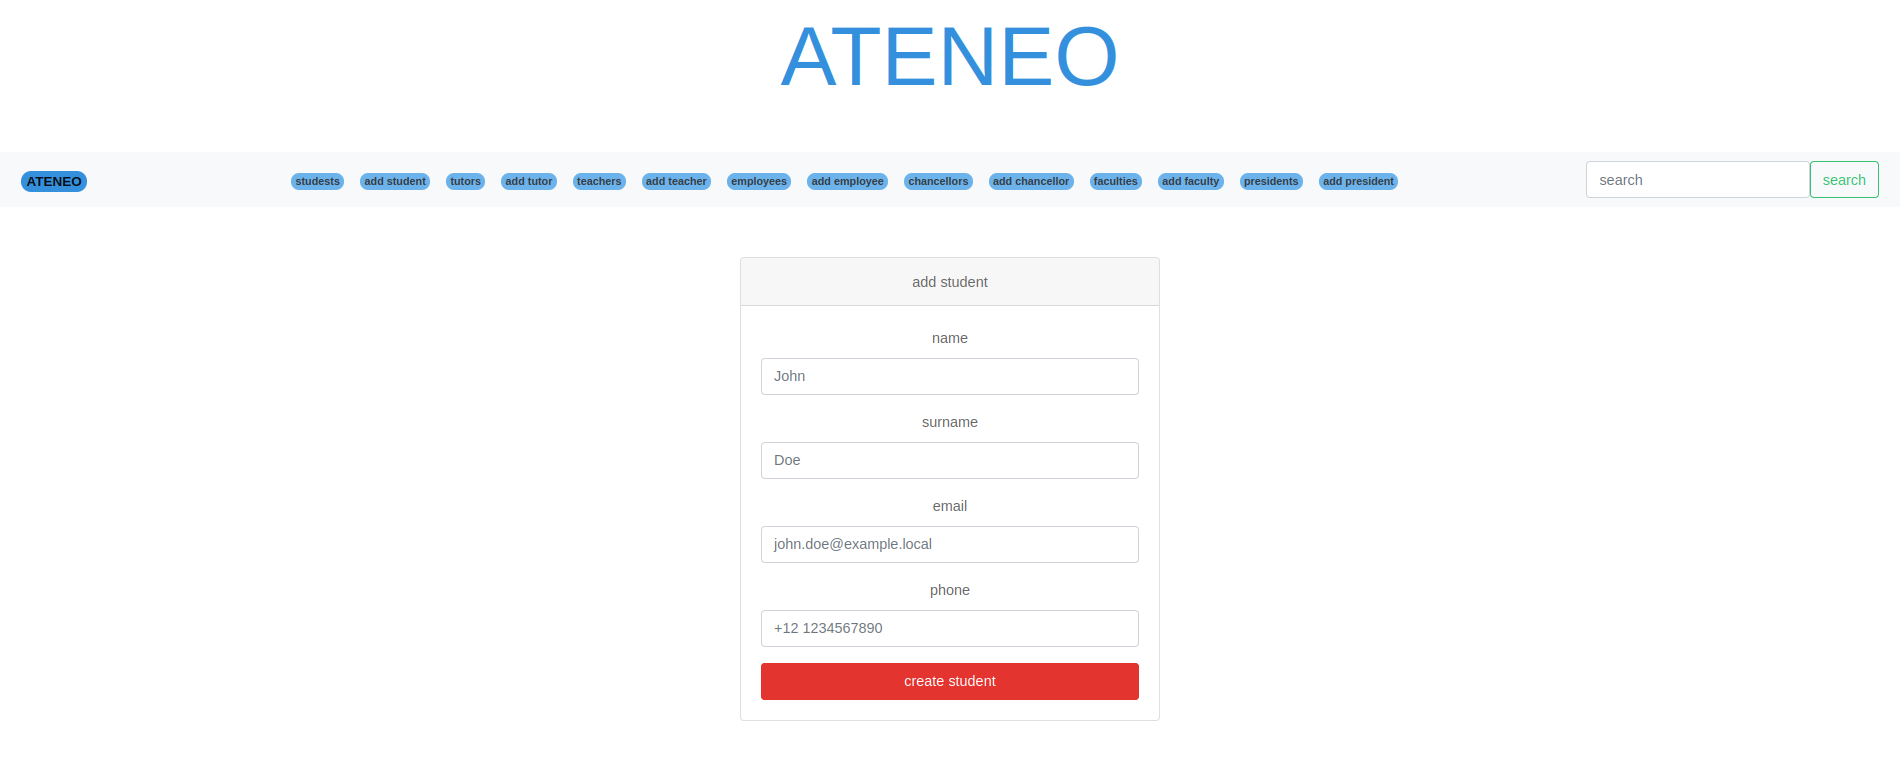 ATENEO
ATENEO students add student tutors add tutor teachers add teacher employees add employee chancellors add chancellor faculties add faculty presidents add president search search
add student
name
John
surname
Doe
email
john.doe@example.local
phone
+12 1234567890
create student